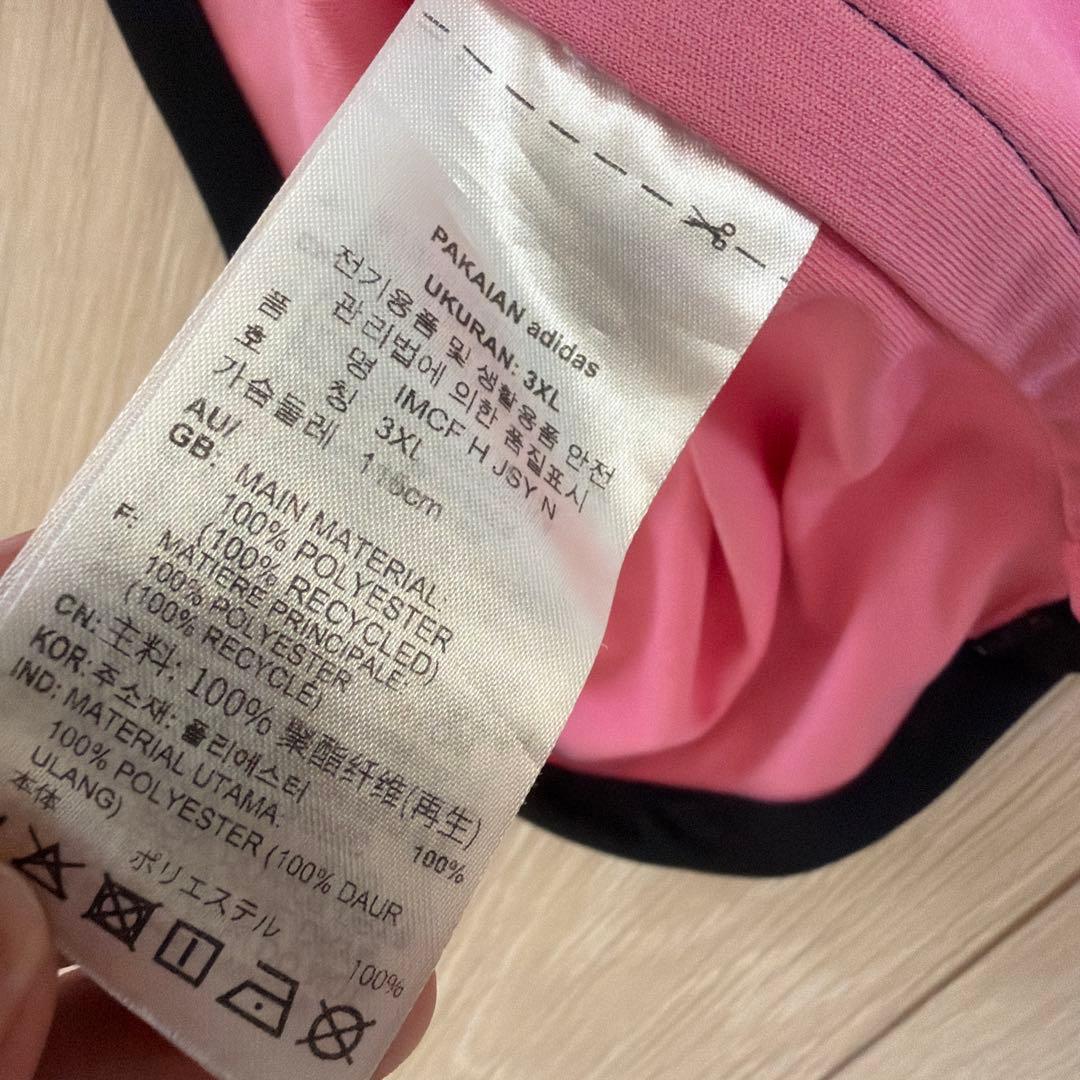 PAKAIAN adidas
UKURAN: 3XL
전기용품 및 생활용품 안전
관리법에 의한 품질표시
품 명 IMCF H JSY N
호 칭 3XL
가슴둘레 116cm
AU/
GB: MAIN MATERIAL:
100% POLYESTER
(100% RECYCLED)
F: MATIERE PRINCIPALE
100% POLYESTER
(100% RECYCLE)
CN: 主料: 100% 聚酯纤维(再生)
KOR: 주소재: 폴리에스터 100%
IND: MATERIAL UTAMA:
100% POLYESTER (100% DAUR
ULANG)
本体
ポリエステル 100%